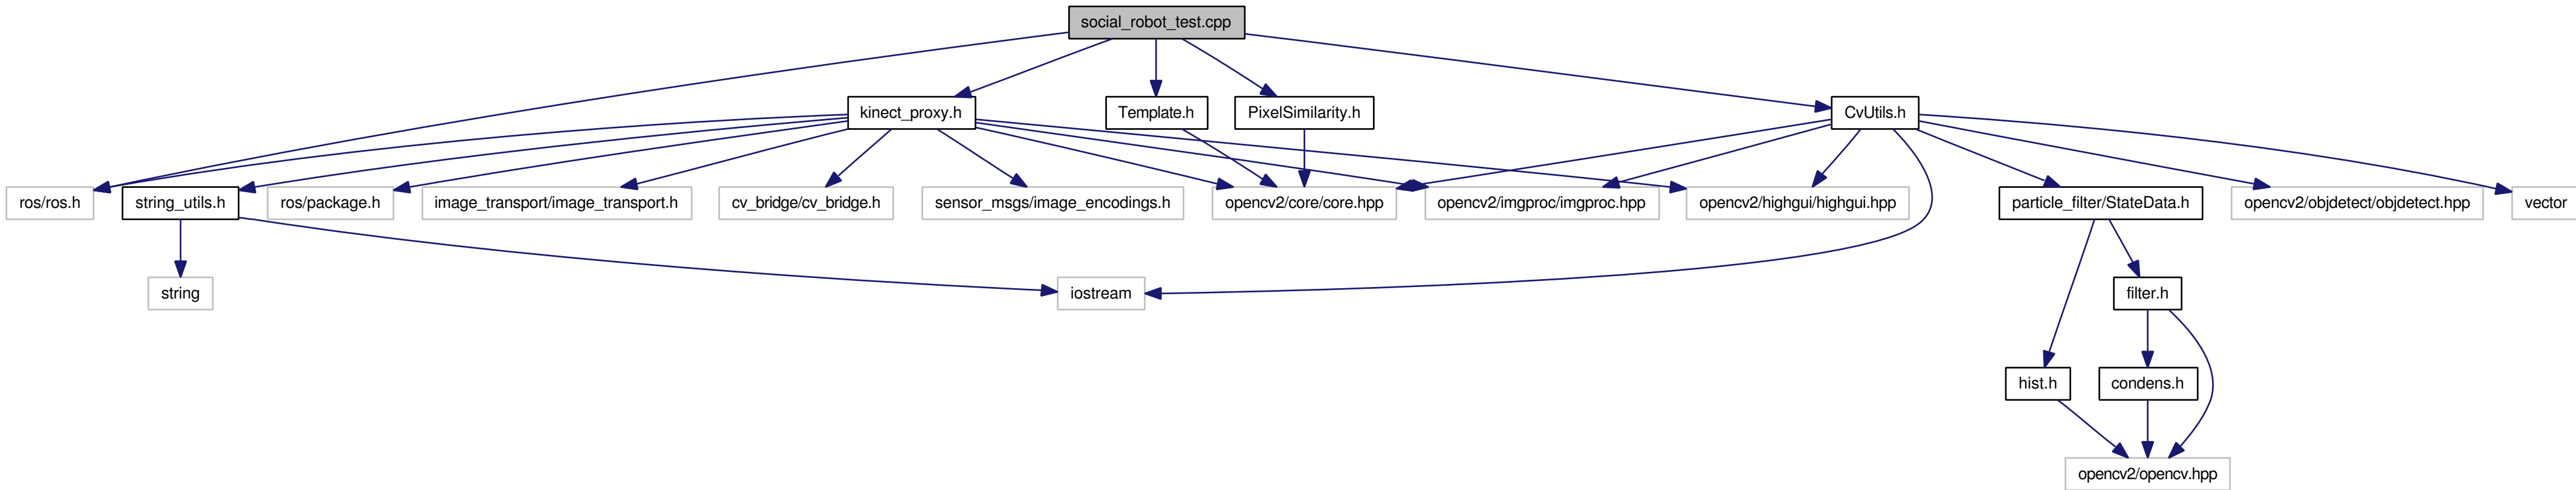 social_robot_test.cpp
kinect_proxy.h
Template.h
PixelSimilarity.h
CvUtils.h
ros/ros.h
string_utils.h
ros/package.h
image_transport/image_transport.h
cv_bridge/cv_bridge.h
sensor_msgs/image_encodings.h
opencv2/core/core.hpp
opencv2/imgproc/imgproc.hpp
opencv2/highgui/highgui.hpp
particle_filter/StateData.h
opencv2/objdetect/objdetect.hpp
vector
string
iostream
filter.h
hist.h
condens.h
opencv2/opencv.hpp